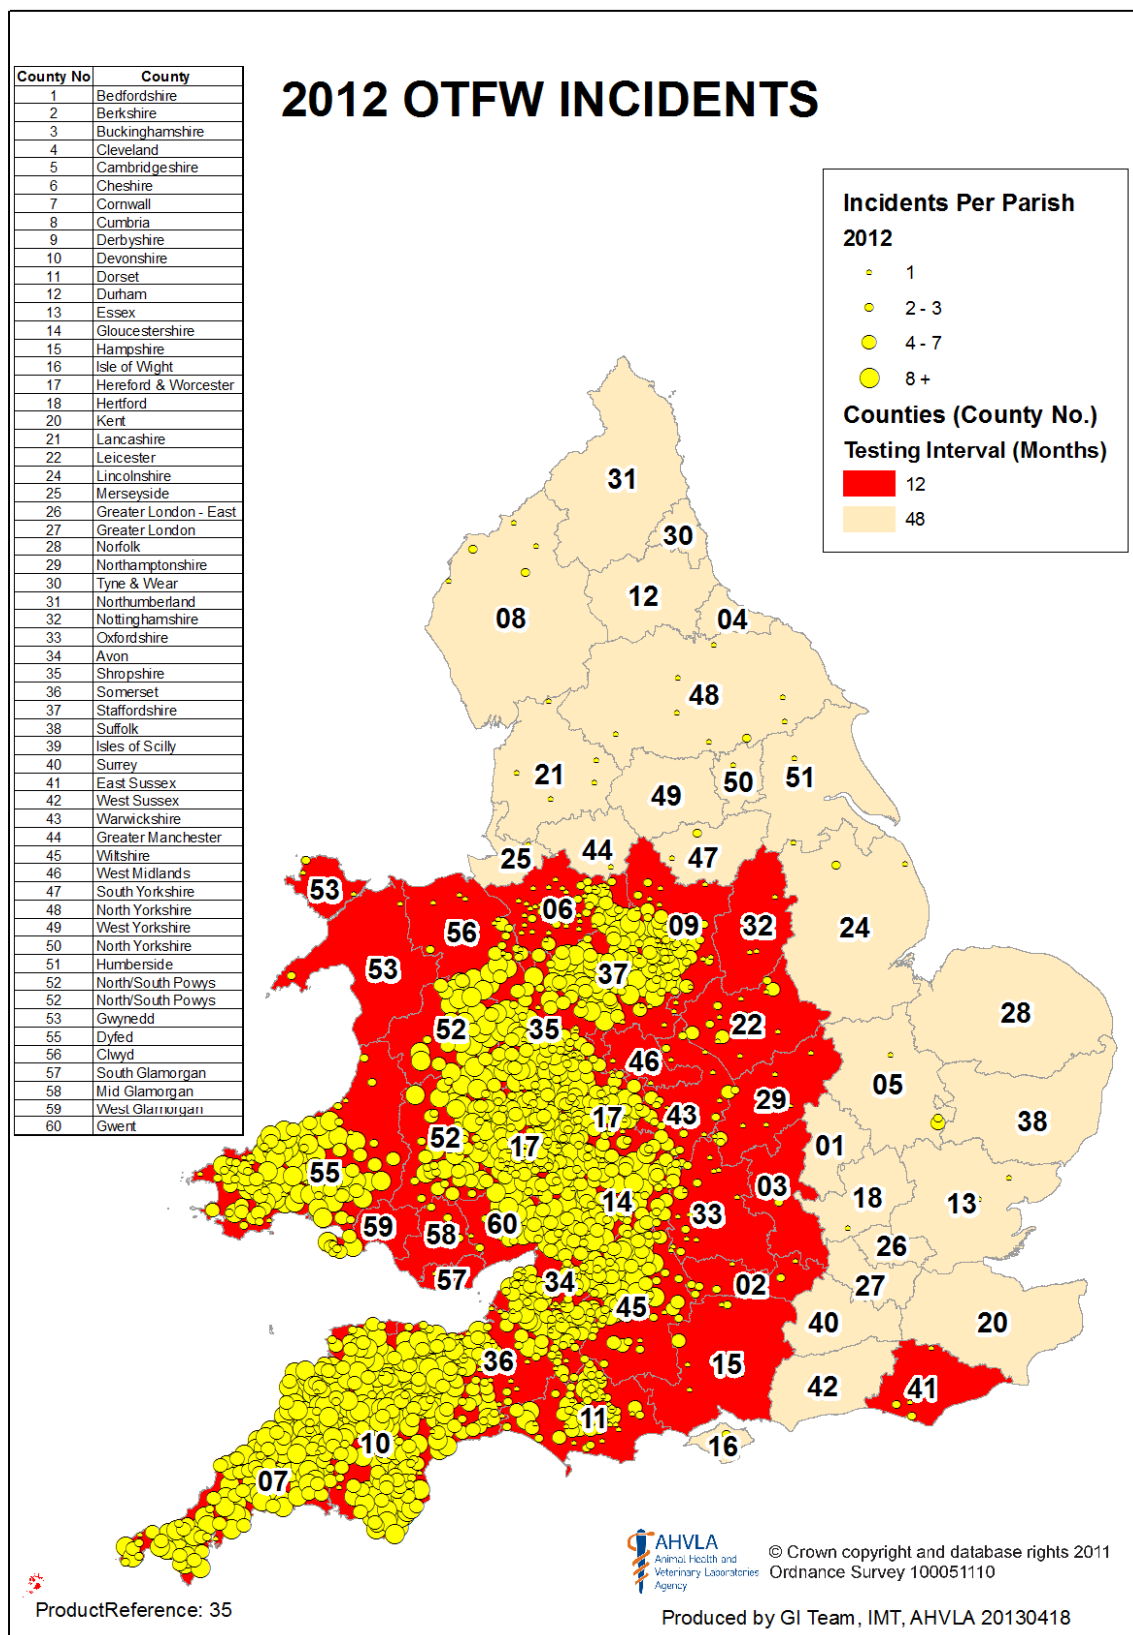 2012 OTFW INCIDENTS
County No County
1 Bedfordshire
2 Berkshire
3 Buckinghamshire
4 Cleveland
5 Cambridgeshire
6 Cheshire
7 Cornwall
8 Cumbria
9 Derbyshire
10 Devonshire
11 Dorset
12 Durham
13 Essex
14 Gloucestershire
15 Hampshire
16 Isle of Wight
17 Hereford & Worcester
18 Hertford
20 Kent
21 Lancashire
22 Leicester
24 Lincolnshire
25 Merseyside
26 Greater London - East
27 Greater London
28 Norfolk
29 Northamptonshire
30 Tyne & Wear
31 Northumberland
32 Nottinghamshire
33 Oxfordshire
34 Avon
35 Shropshire
36 Somerset
37 Staffordshire
38 Suffolk
39 Isles of Scilly
40 Surrey
41 East Sussex
42 West Sussex
43 Warwickshire
44 Greater Manchester
45 Wiltshire
46 West Midlands
47 South Yorkshire
48 North Yorkshire
49 West Yorkshire
50 North Yorkshire
51 Humberside
52 North/South Powys
52 North/South Powys
53 Gwynedd
55 Dyfed
56 Clwyd
57 South Glamorgan
58 Mid Glamorgan
59 West Glamorgan
60 Gwent
Incidents Per Parish
2012
1
2 - 3
4 - 7
8 +
Counties (County No.)
Testing Interval (Months)
12
48
31
30
12
08
04
48
21
50
51
49
44
25
47
53
06
56
09
32
24
53
37
28
52
35
22
46
05
29
17
43
38
52
17
01
55
03
18
13
14
59
58
60
33
26
57
34
02
27
45
40
20
36
15
42
41
11
10
16
07
AHVLA
Animal Health and
Veterinary Laboratories
Agency
© Crown copyright and database rights 2011
Ordnance Survey 100051110
ProductReference: 35
Produced by GI Team, IMT, AHVLA 20130418